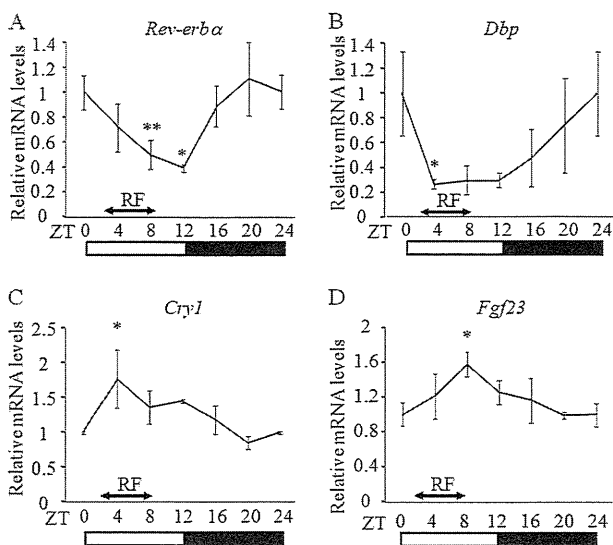 A
Rev-erbα
Relative mRNA levels
1.4
1.2
1
0.8
0.6
0.4
0.2
0
**
*
RF
ZT 0 4 8 12 16 20 24
B
Dbp
Relative mRNA levels
1.4
1.2
1
0.8
0.6
0.4
0.2
0
*
RF
ZT 0 4 8 12 16 20 24
C
Cry1
Relative mRNA levels
2.5
2
1.5
1
0.5
0
*
RF
ZT 0 4 8 12 16 20 24
D
Fgf23
Relative mRNA levels
2
1.6
1.2
0.8
0.4
0
*
RF
ZT 0 4 8 12 16 20 24